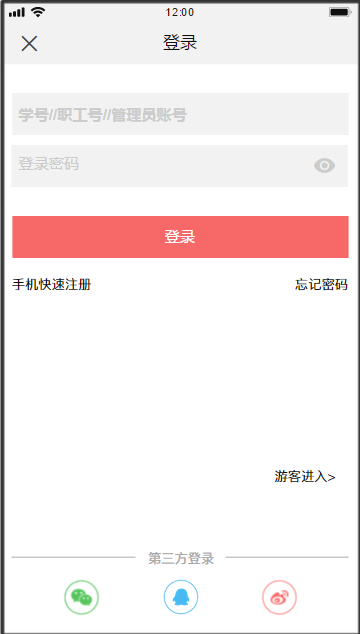 12:00
登录
学号//职工号//管理员账号
登录密码
登录
手机快速注册 忘记密码
游客进入>
第三方登录